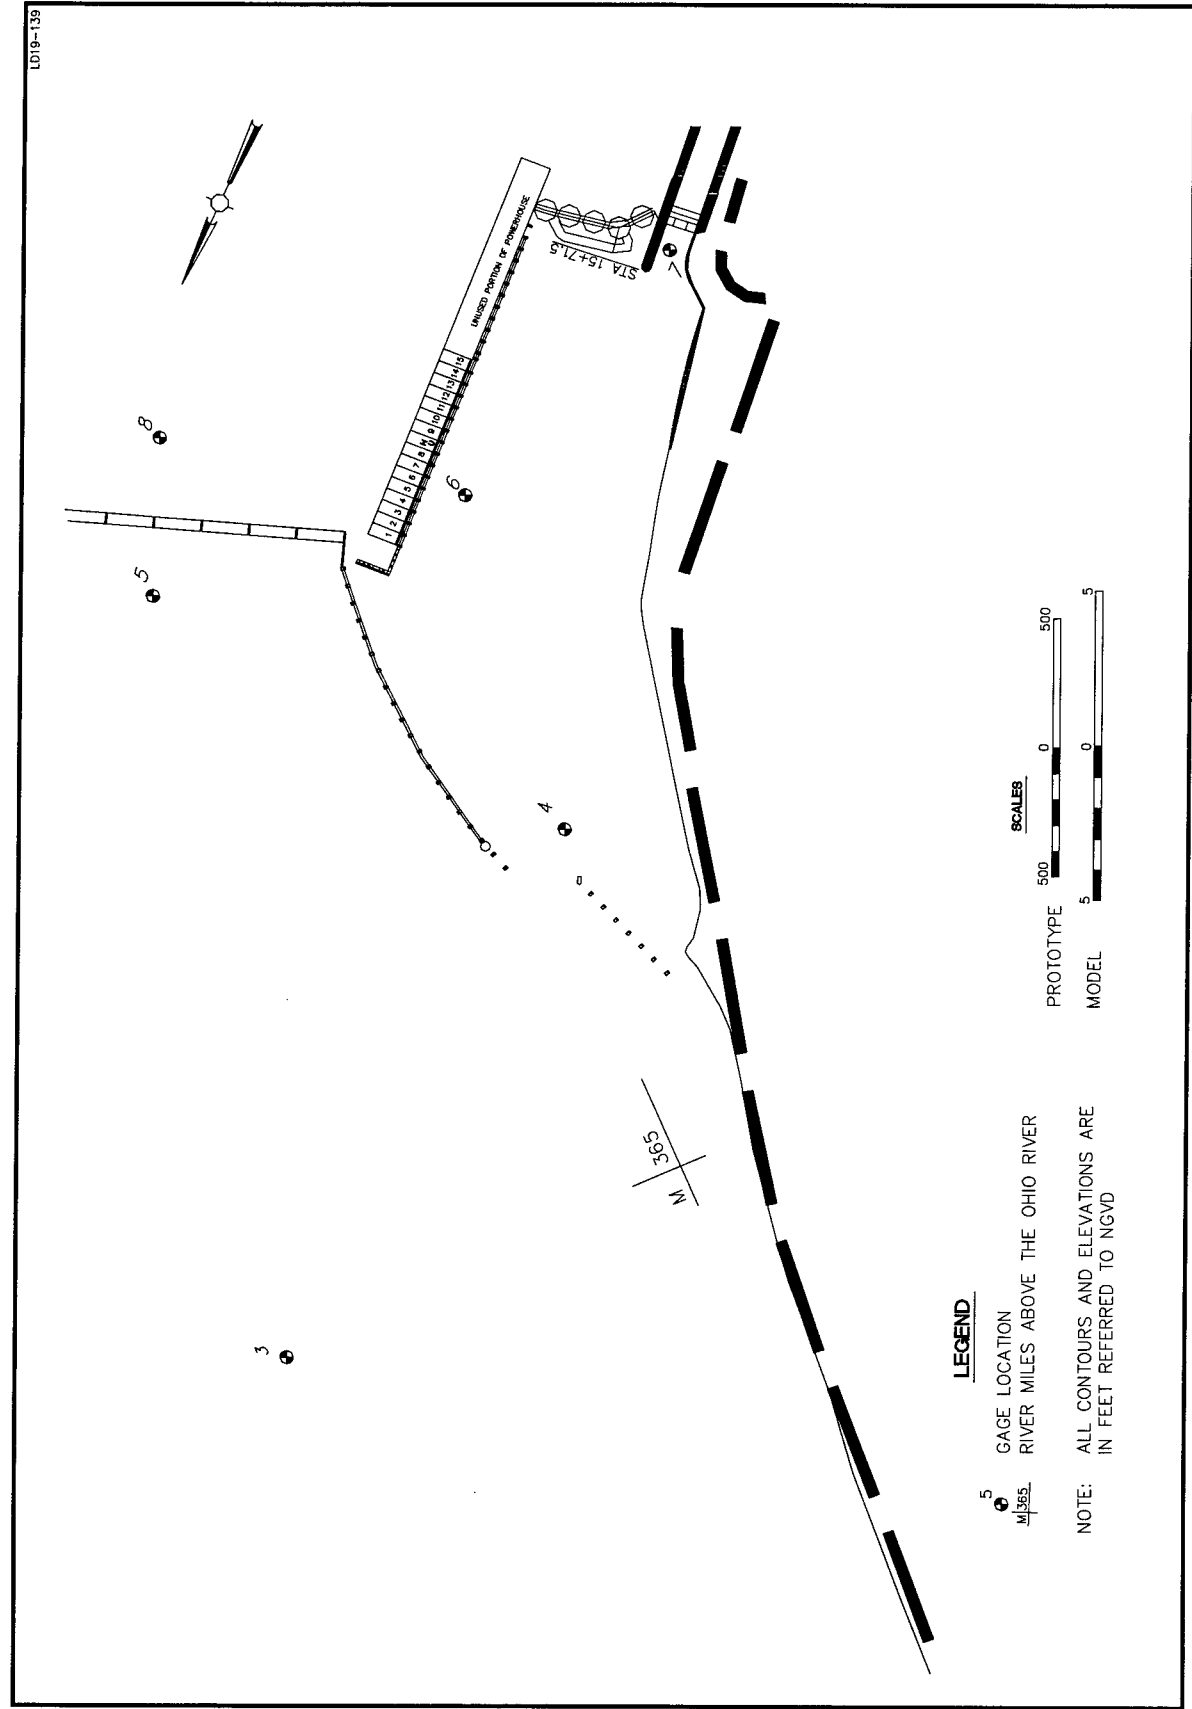 LD19-139
8
5
UNUSED PORTION OF POWERHOUSE
1 2 3 4 5 6 7 8 9 10 11 12 13 14 15
6
STA 15+71.5
7
4
3
M 365
SCALES
PROTOTYPE 500 0 500
MODEL 5 0 5
LEGEND
5 GAGE LOCATION
M 365 RIVER MILES ABOVE THE OHIO RIVER
NOTE: ALL CONTOURS AND ELEVATIONS ARE
IN FEET REFERRED TO NGVD